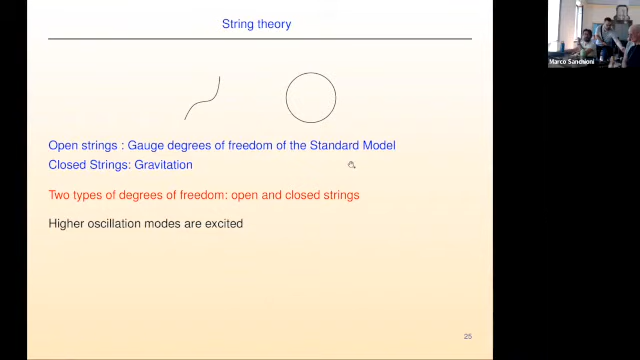 String theory
Open strings : Gauge degrees of freedom of the Standard Model
Closed Strings: Gravitation
Two types of degrees of freedom: open and closed strings
Higher oscillation modes are excited
25
Marco Sanchioni